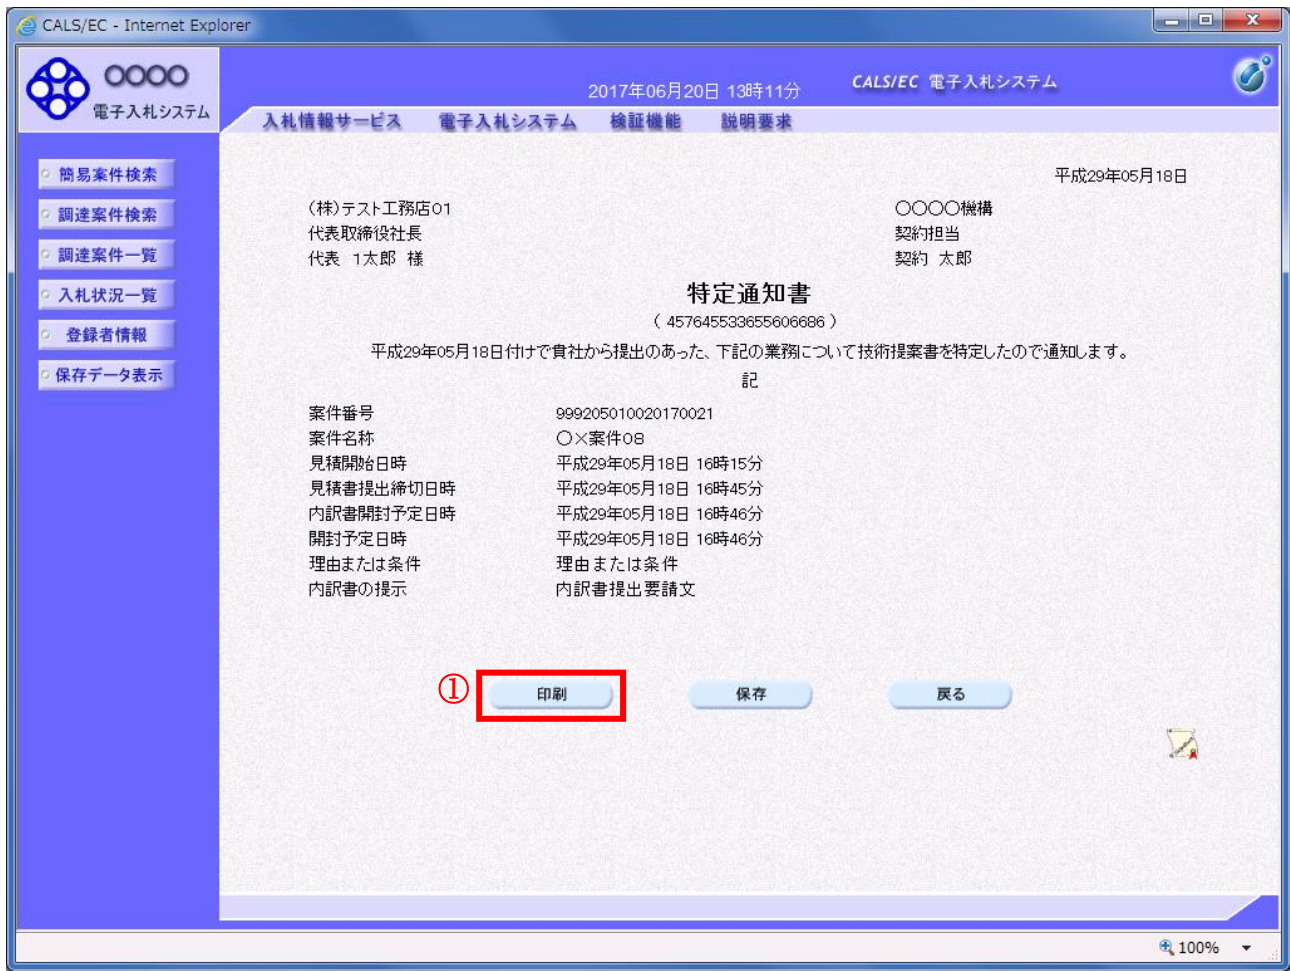 CALS/EC - Internet Explorer
〇〇〇〇
電子入札システム
2017年06月20日 13時11分
CALS/EC 電子入札システム
入札情報サービス 電子入札システム 検証機能 説明要求
簡易案件検索
調達案件検索
調達案件一覧
入札状況一覧
登録者情報
保存データ表示
平成29年05月18日
(株)テスト工務店01
代表取締役社長
代表 1太郎 様
〇〇〇〇機構
契約担当
契約 太郎
特定通知書
( 457645533655606686 )
平成29年05月18日付けで貴社から提出のあった、下記の業務について技術提案書を特定したので通知します。
記
案件番号 999205010020170021
案件名称 〇×案件08
見積開始日時 平成29年05月18日 16時15分
見積書提出締切日時 平成29年05月18日 16時45分
内訳書開封予定日時 平成29年05月18日 16時46分
開封予定日時 平成29年05月18日 16時46分
理由または条件 理由または条件
内訳書の提示 内訳書提出要請文
① 印刷 保存 戻る
100%